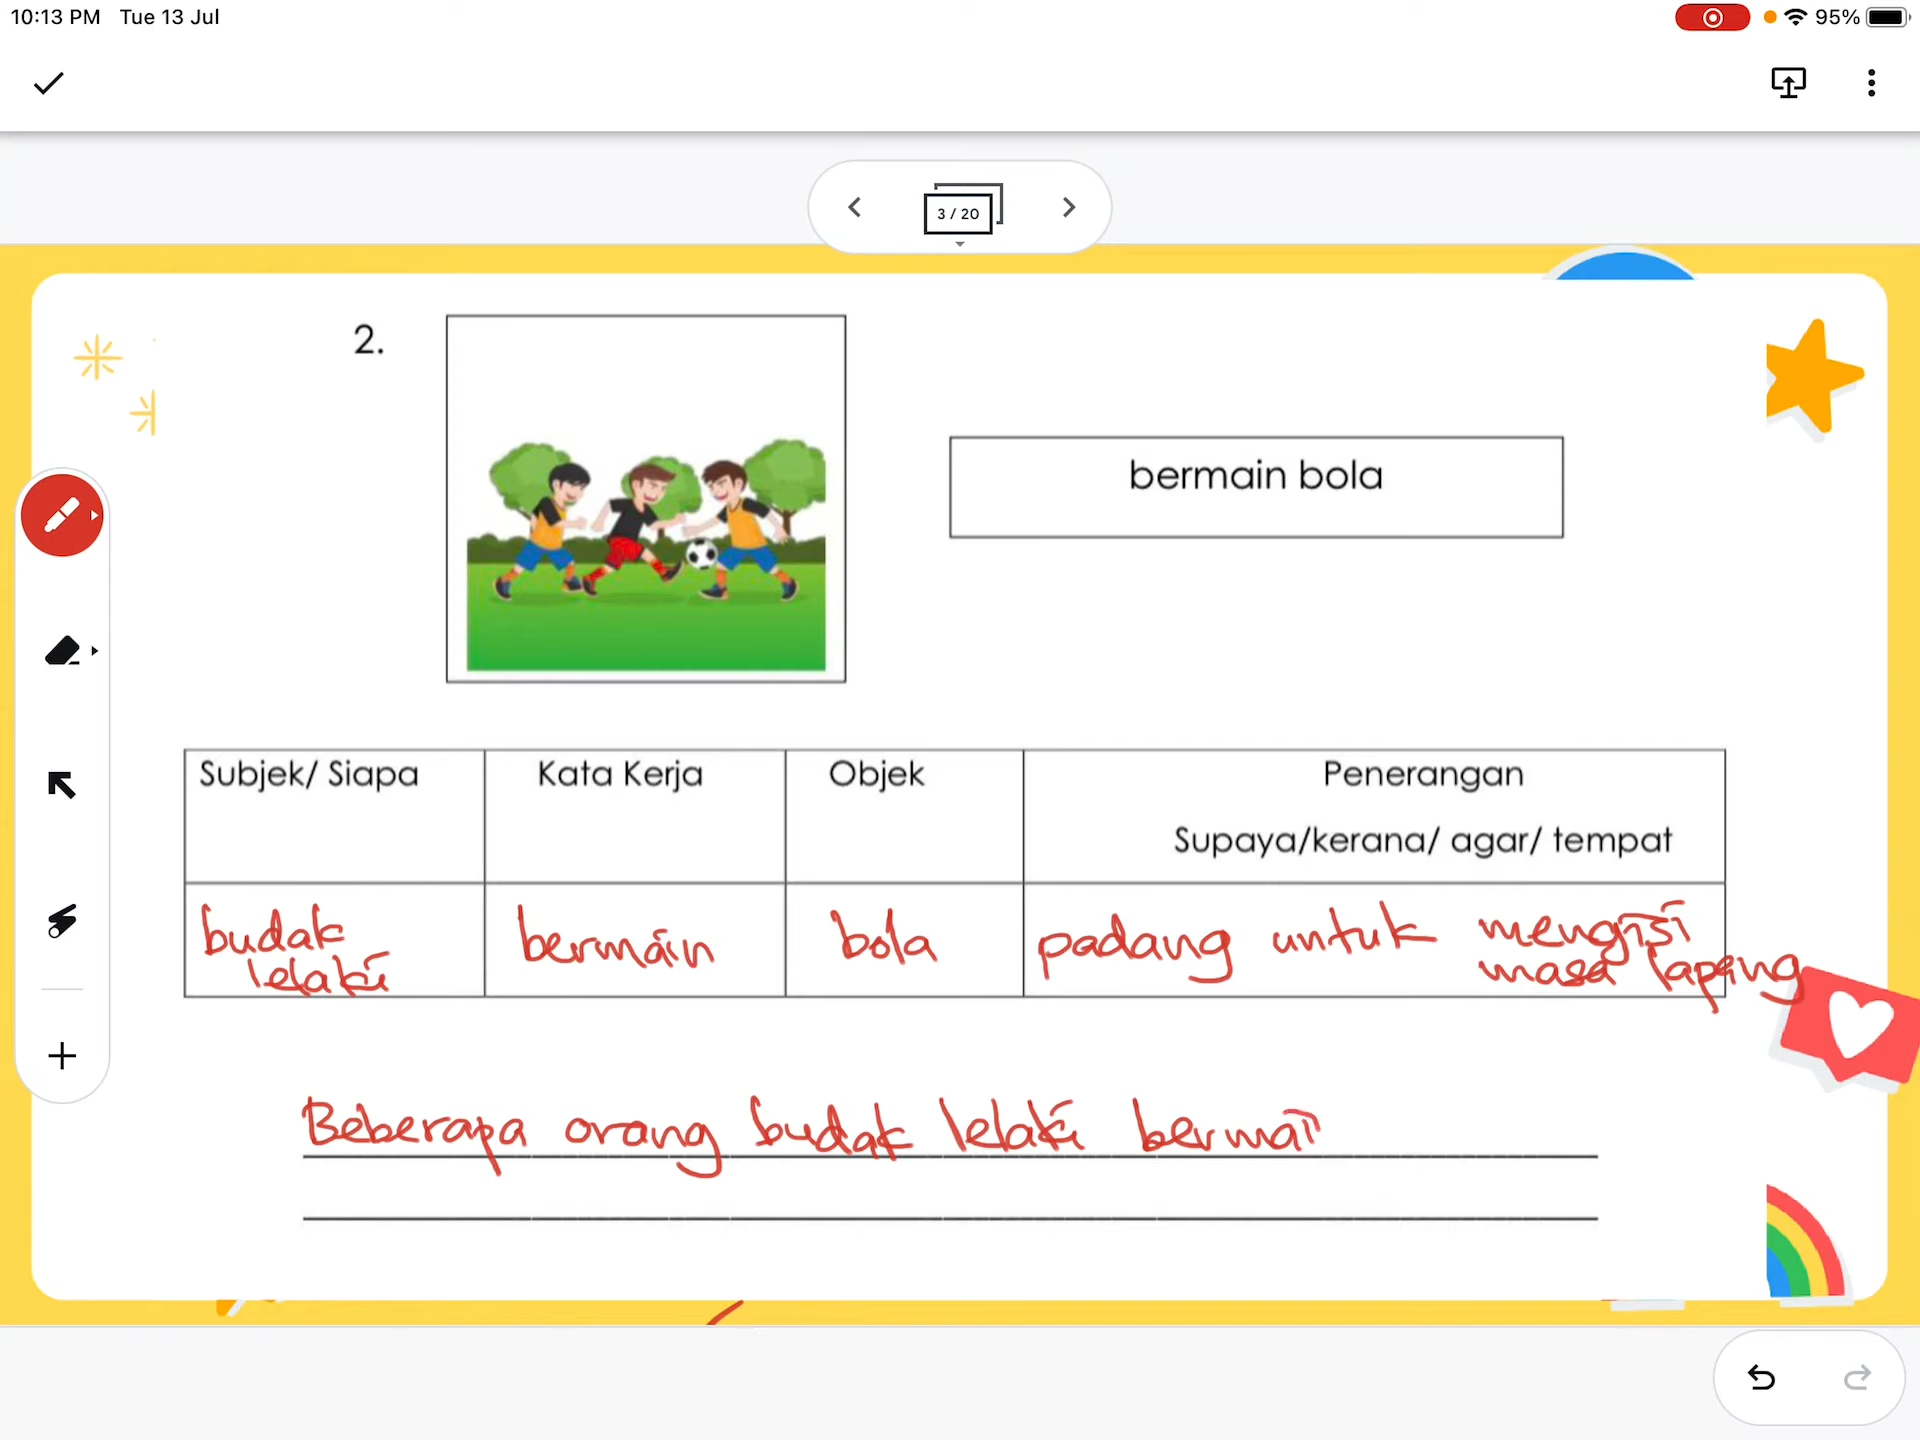 10:13 PM Tue 13 Jul
95%
3 / 20
2.
bermain bola
Subjek/ Siapa
Kata Kerja
Objek
Penerangan
Supaya/kerana/ agar/ tempat
budak
lelaki
bermain
bola
padang untuk mengisi
masa lapang
Beberapa orang budak lelaki bermai